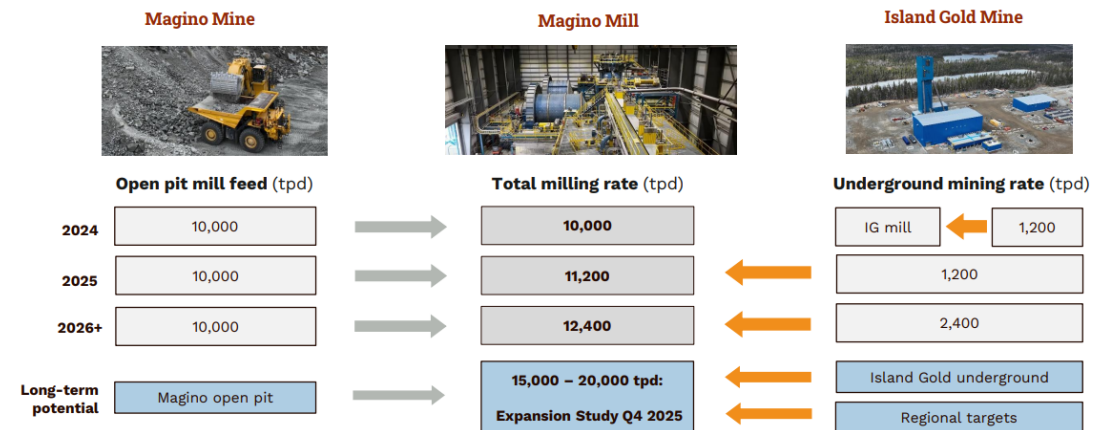 Magino Mine
Magino Mill
Island Gold Mine
Open pit mill feed (tpd)
Total milling rate (tpd)
Underground mining rate (tpd)
2024
10,000
10,000
IG mill
1,200
2025
10,000
11,200
1,200
2026+
10,000
12,400
2,400
Long-term
potential
Magino open pit
15,000 – 20,000 tpd:
Expansion Study Q4 2025
Island Gold underground
Regional targets